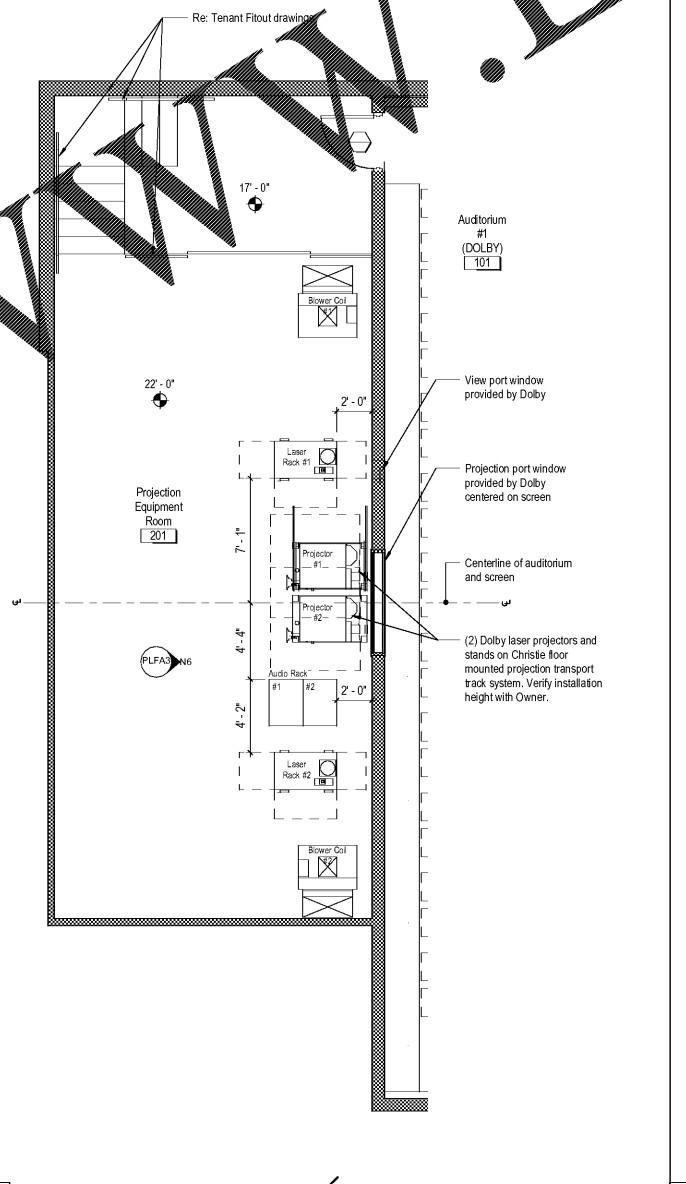 Re: Tenant Fitout drawings
WWW.
17' - 0"
Auditorium
#1
(DOLBY)
101
Blower Coil
#1
22' - 0"
2' - 0"
View port window
provided by Dolby
Laser
Rack #1
Projection port window
provided by Dolby
centered on screen
Projection
Equipment
Room
201
7' - 1"
Projector
#1
Centerline of auditorium
and screen
Projector
#2
4' - 4"
(2) Dolby laser projectors and
stands on Christie floor
mounted projection transport
track system. Verify installation
height with Owner.
PLFA3
N6
Audio Rack
#1
#2
2' - 0"
4' - 2"
Laser
Rack #2
Blower Coil
#2